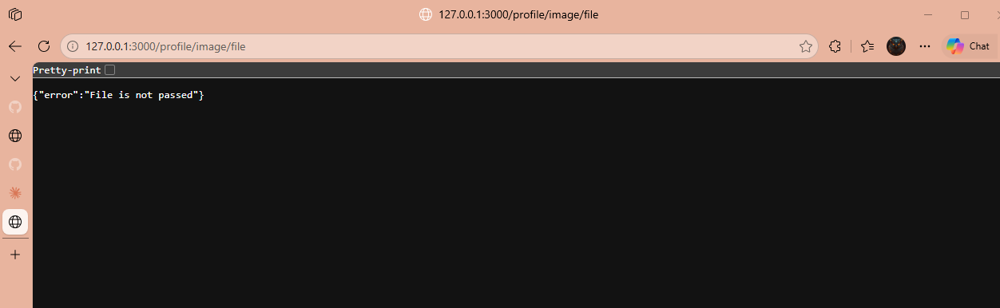 127.0.0.1:3000/profile/image/file
127.0.0.1:3000/profile/image/file
Chat
Pretty-print
{"error":"File is not passed"}